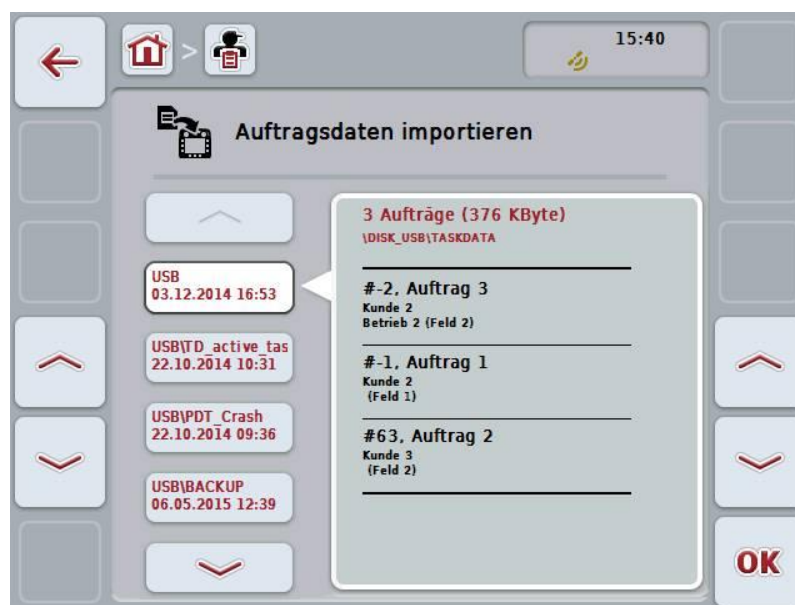 15:40
Auftragsdaten importieren
USB
03.12.2014 16:53
USB\TD_active_tas
22.10.2014 10:31
USB\PDT_Crash
22.10.2014 09:36
USB\BACKUP
06.05.2015 12:39
3 Aufträge (376 KByte)
\DISK_USB\TASKDATA
#-2, Auftrag 3
Kunde 2
Betrieb 2 (Feld 2)
#-1, Auftrag 1
Kunde 2
(Feld 1)
#63, Auftrag 2
Kunde 3
(Feld 2)
OK